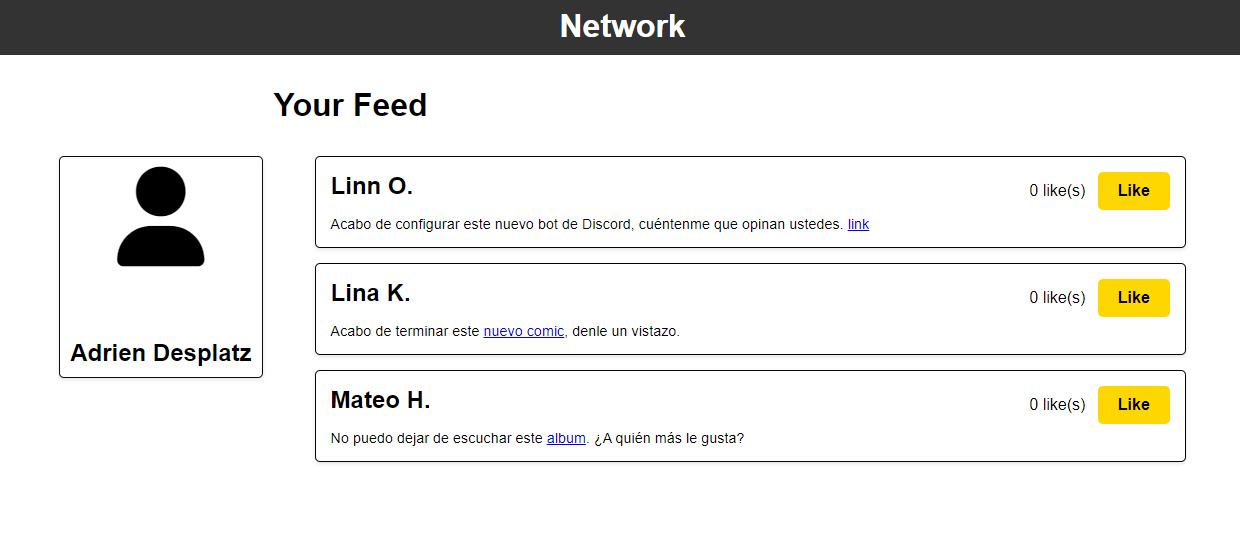 Network
Your Feed
Adrien Desplatz
Linn O.
0 like(s)
Like
Acabo de configurar este nuevo bot de Discord, cuéntenme que opinan ustedes. link
Lina K.
0 like(s)
Like
Acabo de terminar este nuevo comic, denle un vistazo.
Mateo H.
0 like(s)
Like
No puedo dejar de escuchar este album. ¿A quién más le gusta?